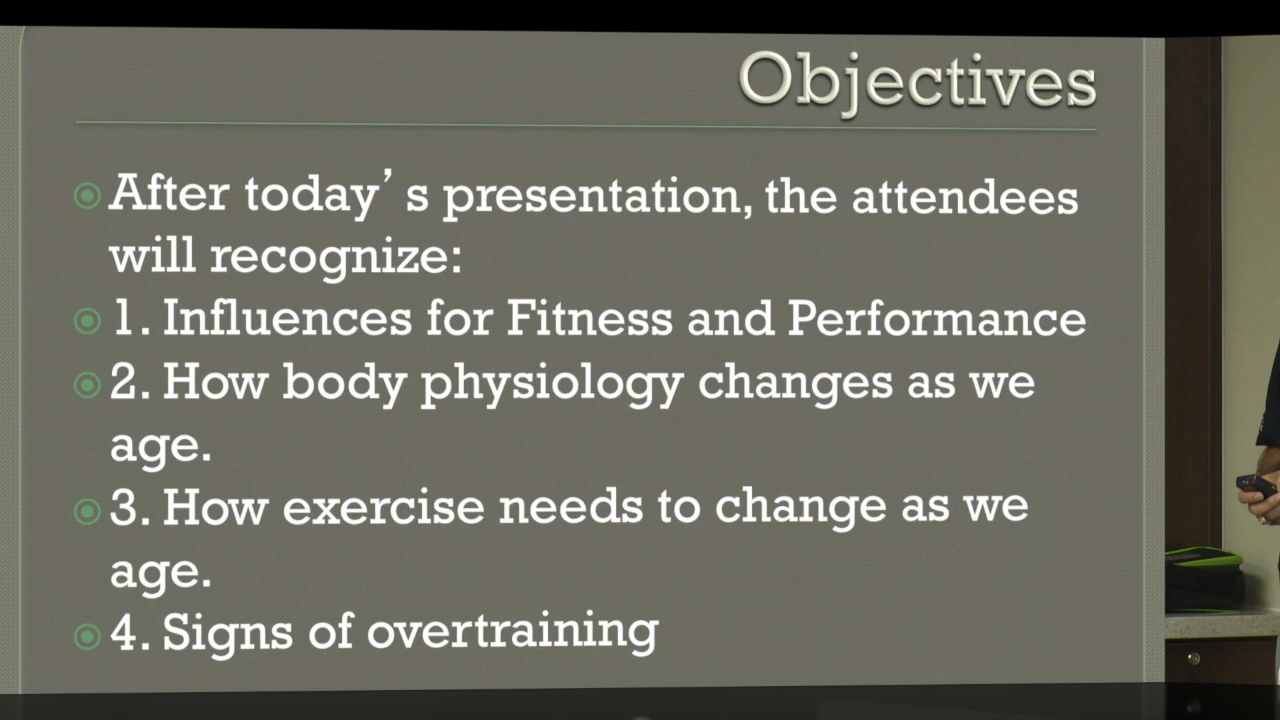 Objectives
After today's presentation, the attendees
will recognize:
1. Influences for Fitness and Performance
2. How body physiology changes as we
age.
3. How exercise needs to change as we
age.
4. Signs of overtraining